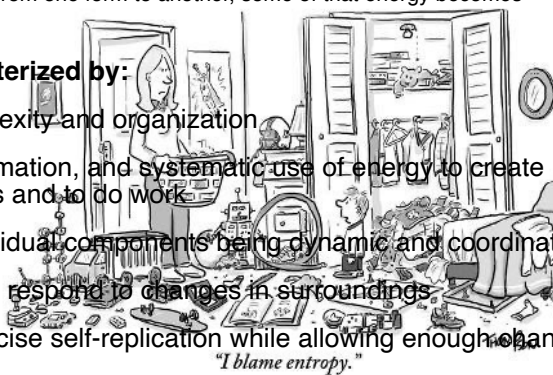 from one form to another, some of that energy becomes
terized by:
exity and organization
mation, and systematic use of energy to create
s and to do work
vidual components being dynamic and coordinat
respond to changes in surroundings
cise self-replication while allowing enough chan
"I blame entropy."